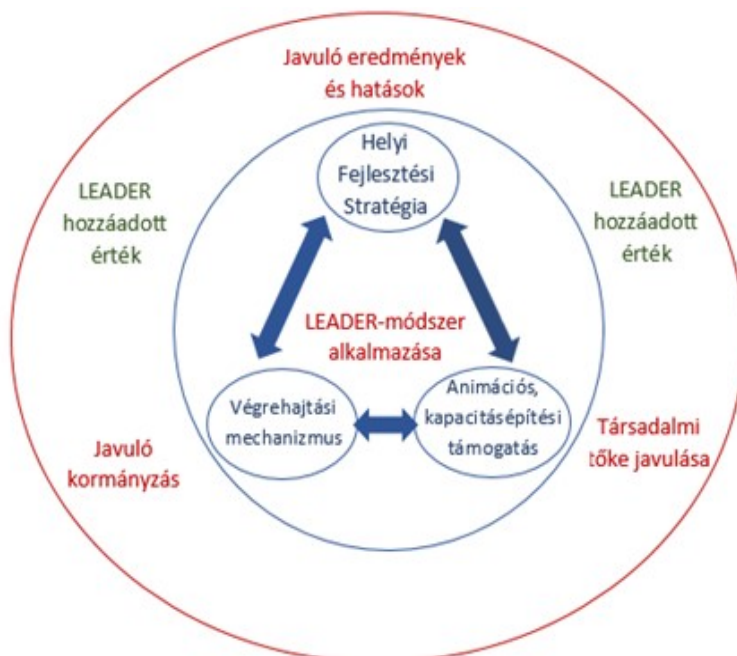 Javuló eredmények
és hatások
Helyi
Fejlesztési
Stratégia
LEADER
hozzáadott
érték
LEADER
hozzáadott
érték
LEADER-módszer
alkalmazása
Végrehajtási
mechanizmus
Animációs,
kapacitásépítési
támogatás
Javuló
kormányzás
Társadalmi
tőke javulása